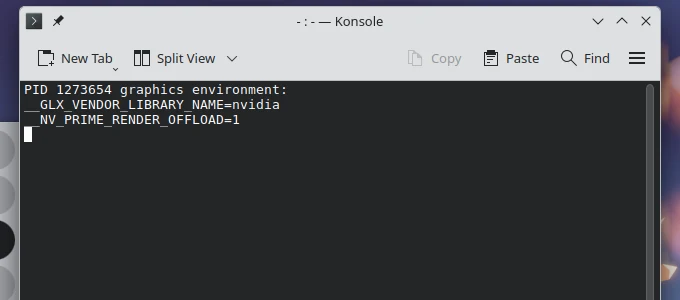 - : - — Konsole
New Tab
Split View
Copy
Paste
Find
PID 1273654 graphics environment:
__GLX_VENDOR_LIBRARY_NAME=nvidia
__NV_PRIME_RENDER_OFFLOAD=1